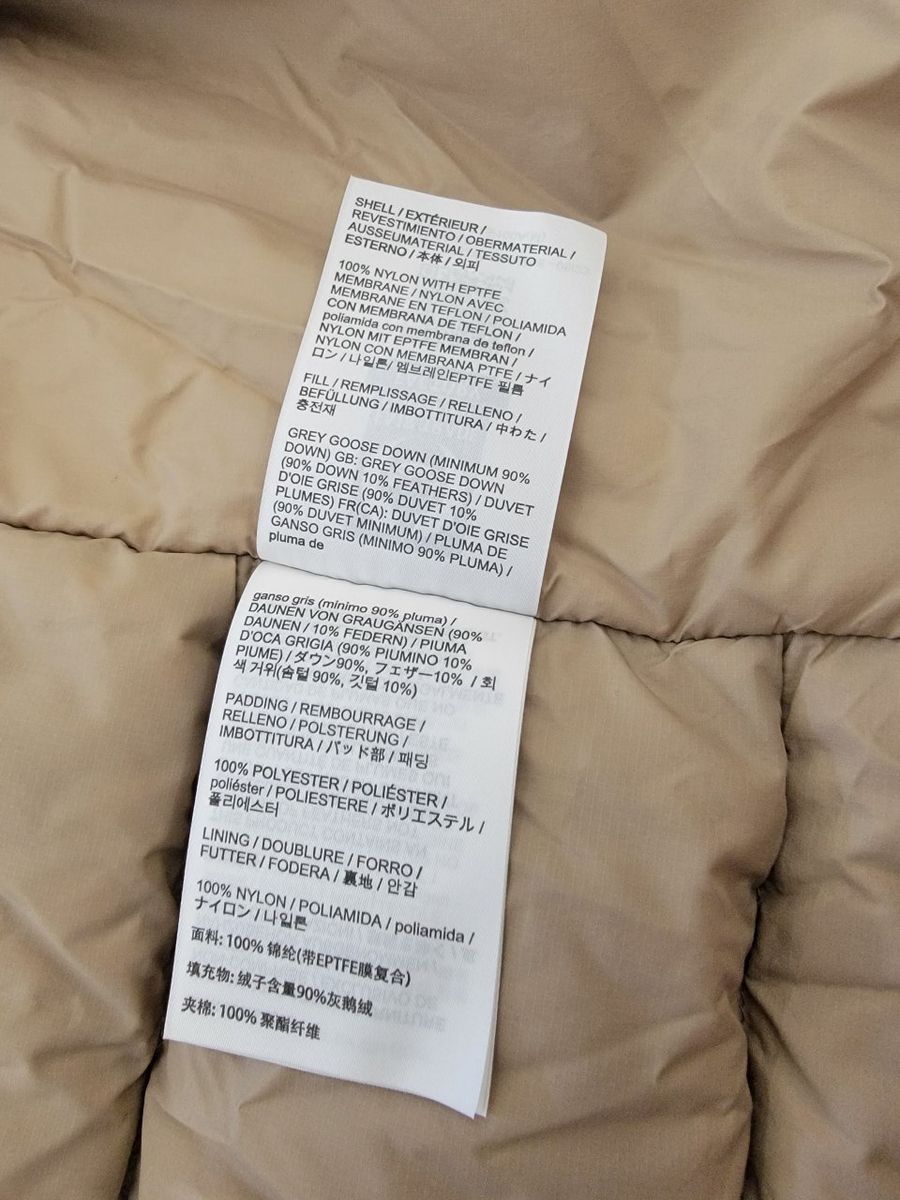 SHELL / EXTÉRIEUR /
REVESTIMIENTO / OBERMATERIAL /
AUSSEUMATERIAL / TESSUTO
ESTERNO / 本体 / 외피
100% NYLON WITH EPTFE
MEMBRANE / NYLON AVEC
MEMBRANE EN TEFLON / POLIAMIDA
CON MEMBRANA DE TEFLON /
poliamida con membrana de teflon /
NYLON MIT EPTFE MEMBRAN /
NYLON CON MEMBRANA PTFE / ナイ
ロン / 나일론/ 멤브레인EPTFE 필름
FILL / REMPLISSAGE / RELLENO /
BEFÜLLUNG / IMBOTTITURA / 中わた /
충전재
GREY GOOSE DOWN (MINIMUM 90%
DOWN) GB: GREY GOOSE DOWN
(90% DOWN 10% FEATHERS) / DUVET
D'OIE GRISE (90% DUVET 10%
PLUMES) FR(CA): DUVET D'OIE GRISE
(90% DUVET MINIMUM) / PLUMA DE
GANSO GRIS (MINIMO 90% PLUMA) /
pluma de
ganso gris (mínimo 90% pluma) /
DAUNEN VON GRAUGÄNSEN (90%
DAUNEN / 10% FEDERN) / PIUMA
D'OCA GRIGIA (90% PIUMINO 10%
PIUME) / ダウン90%, フェザー10% / 회
색 거위(솜털 90%, 깃털 10%)
PADDING / REMBOURRAGE /
RELLENO / POLSTERUNG /
IMBOTTITURA / パッド部 / 패딩
100% POLYESTER / POLIÉSTER /
poliéster / POLIESTERE / ポリエステル /
폴리에스터
LINING / DOUBLURE / FORRO /
FUTTER / FODERA / 裏地 / 안감
100% NYLON / POLIAMIDA / poliamida /
ナイロン / 나일론
面料: 100% 锦纶(带EPTFE膜复合)
填充物: 绒子含量90%灰鹅绒
夹棉: 100% 聚酯纤维